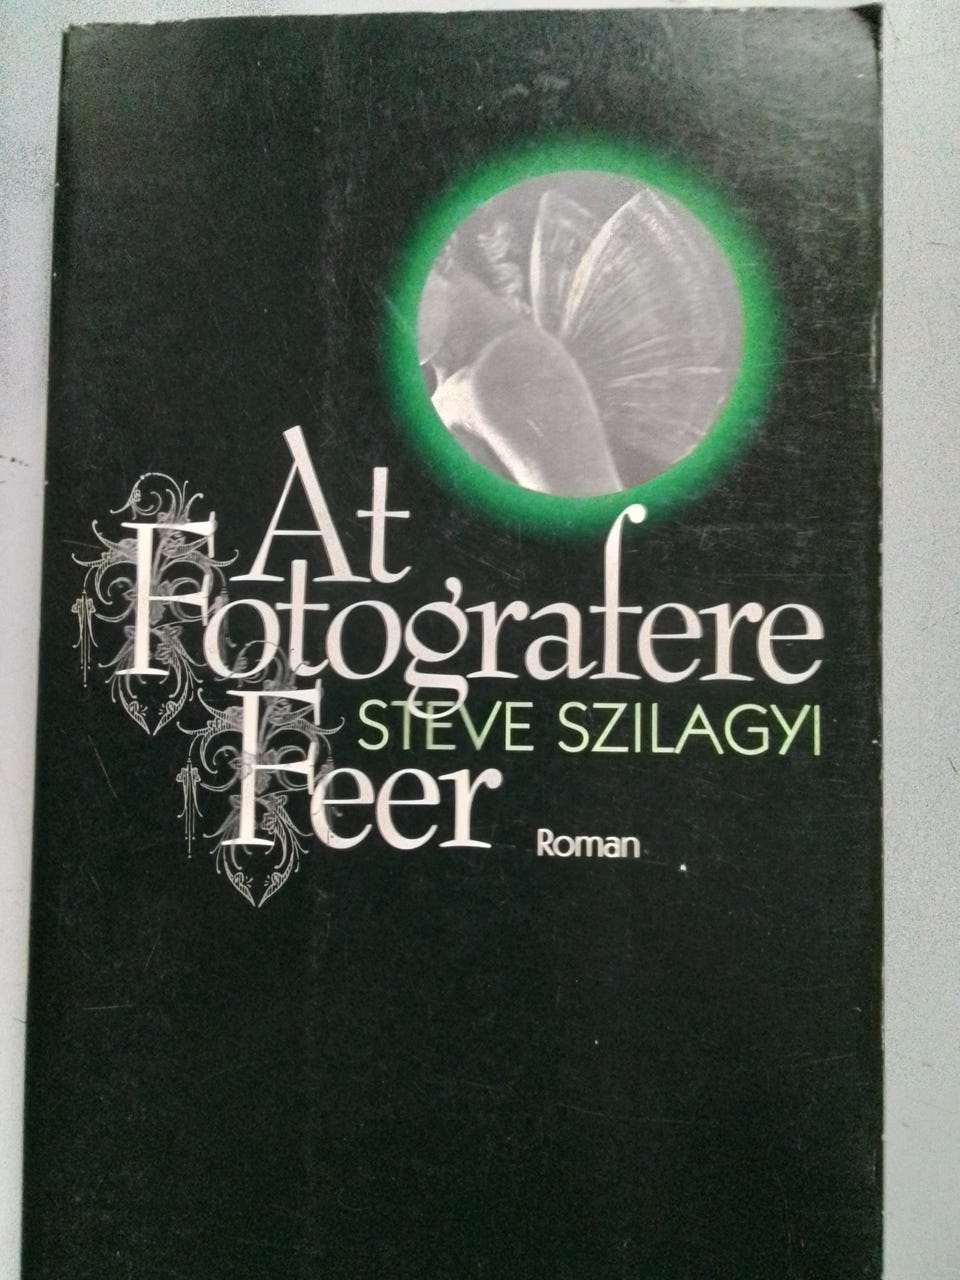 At
Fotografere
STEVE SZILAGYI
Feer
Roman